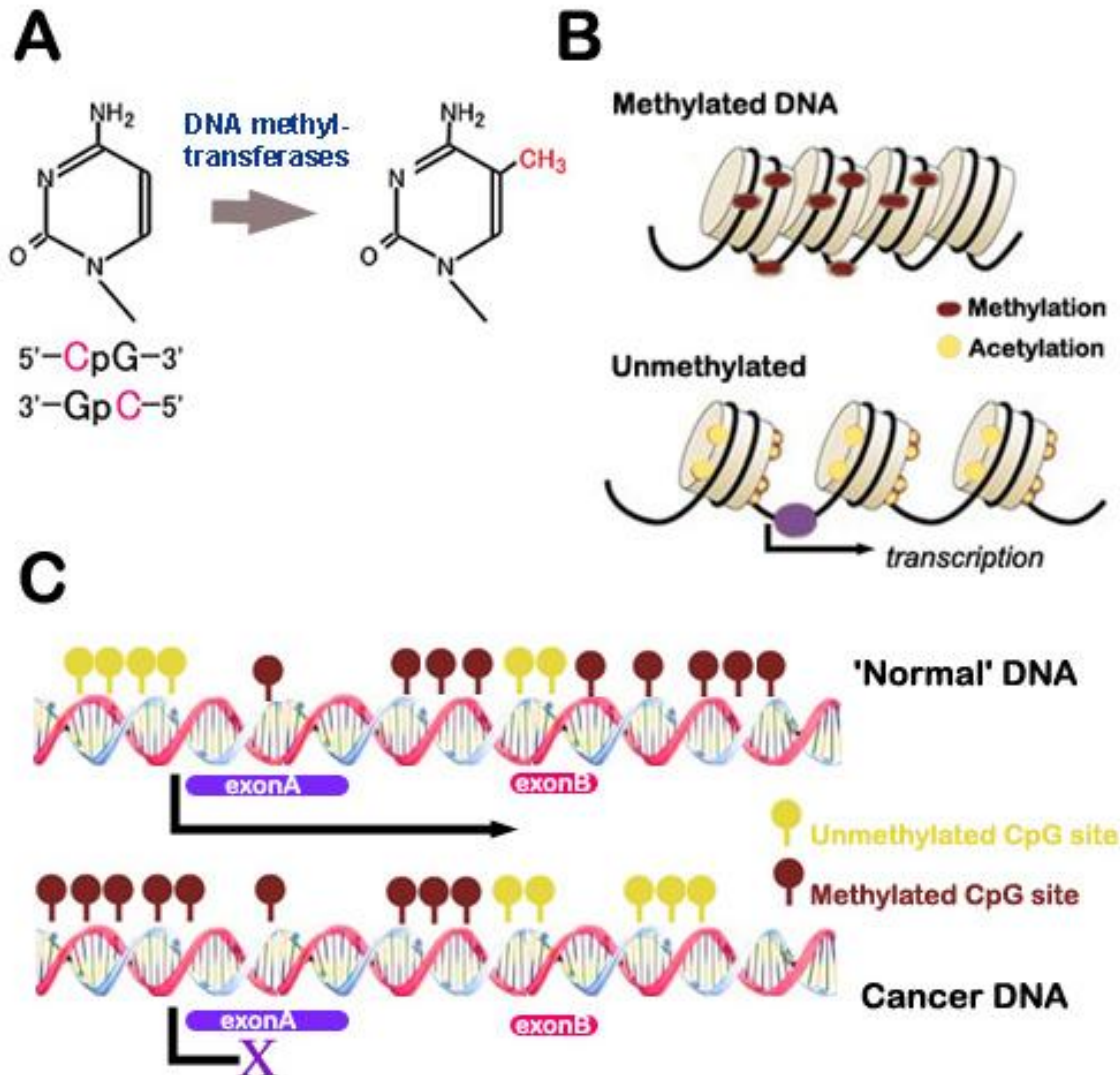 A
NH2
DNA methyl-
transferases
NH2
CH3
N
N
O
N
O
N
5'-CpG-3'
3'-GpC-5'
B
Methylated DNA
Methylation
Acetylation
Unmethylated
transcription
C
'Normal' DNA
exonA
exonB
Unmethylated CpG site
Methylated CpG site
Cancer DNA
exonA
exonB
X